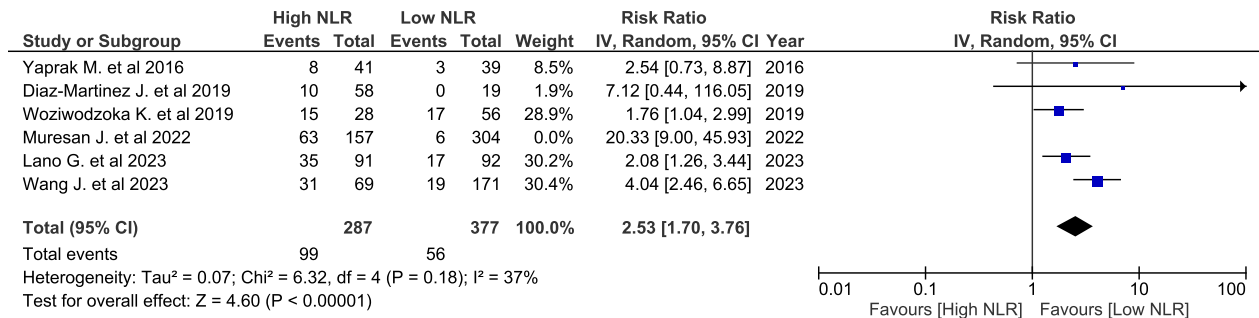 High NLR Low NLR Risk Ratio Risk Ratio
Study or Subgroup Events Total Events Total Weight IV, Random, 95% CI Year IV, Random, 95% CI
Yaprak M. et al 2016 8 41 3 39 8.5% 2.54 [0.73, 8.87] 2016
Diaz-Martinez J. et al 2019 10 58 0 19 1.9% 7.12 [0.44, 116.05] 2019
Woziwodzoka K. et al 2019 15 28 17 56 28.9% 1.76 [1.04, 2.99] 2019
Muresan J. et al 2022 63 157 6 304 0.0% 20.33 [9.00, 45.93] 2022
Lano G. et al 2023 35 91 17 92 30.2% 2.08 [1.26, 3.44] 2023
Wang J. et al 2023 31 69 19 171 30.4% 4.04 [2.46, 6.65] 2023
Total (95% CI) 287 377 100.0% 2.53 [1.70, 3.76]
Total events 99 56
Heterogeneity: Tau² = 0.07; Chi² = 6.32, df = 4 (P = 0.18); I² = 37%
Test for overall effect: Z = 4.60 (P < 0.00001)
0.01 0.1 1 10 100
Favours [High NLR] Favours [Low NLR]